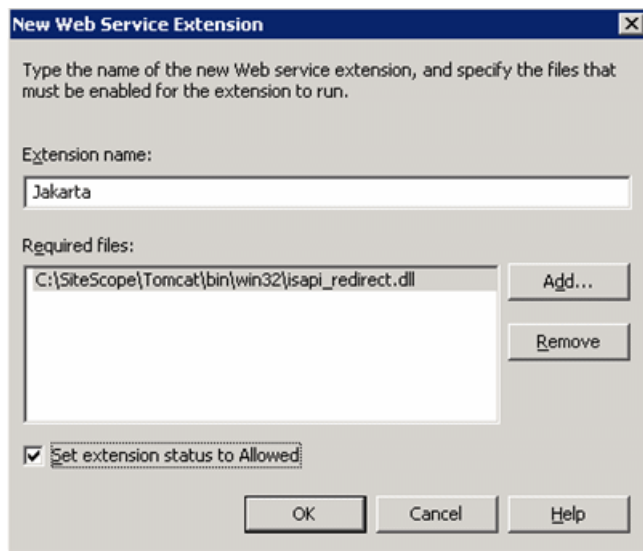 New Web Service Extension
Type the name of the new Web service extension, and specify the files that
must be enabled for the extension to run.
Extension name:
Jakarta
Required files:
C:\SiteScope\Tomcat\bin\win32\isapi_redirect.dll
Add...
Remove
Set extension status to Allowed
OK
Cancel
Help